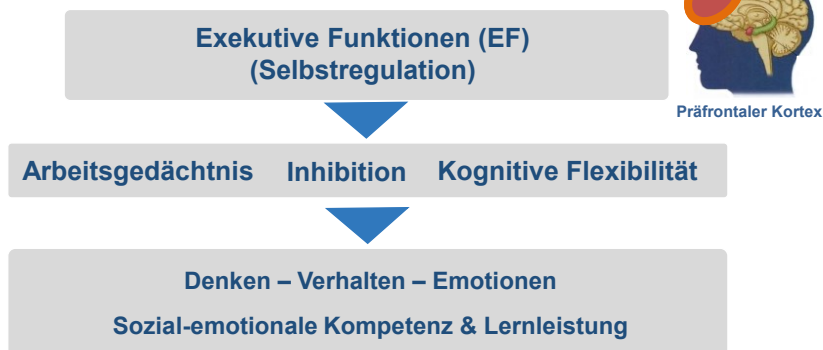 Exekutive Funktionen (EF)
(Selbstregulation)
Präfrontaler Kortex
Arbeitsgedächtnis Inhibition Kognitive Flexibilität
Denken – Verhalten – Emotionen
Sozial-emotionale Kompetenz & Lernleistung